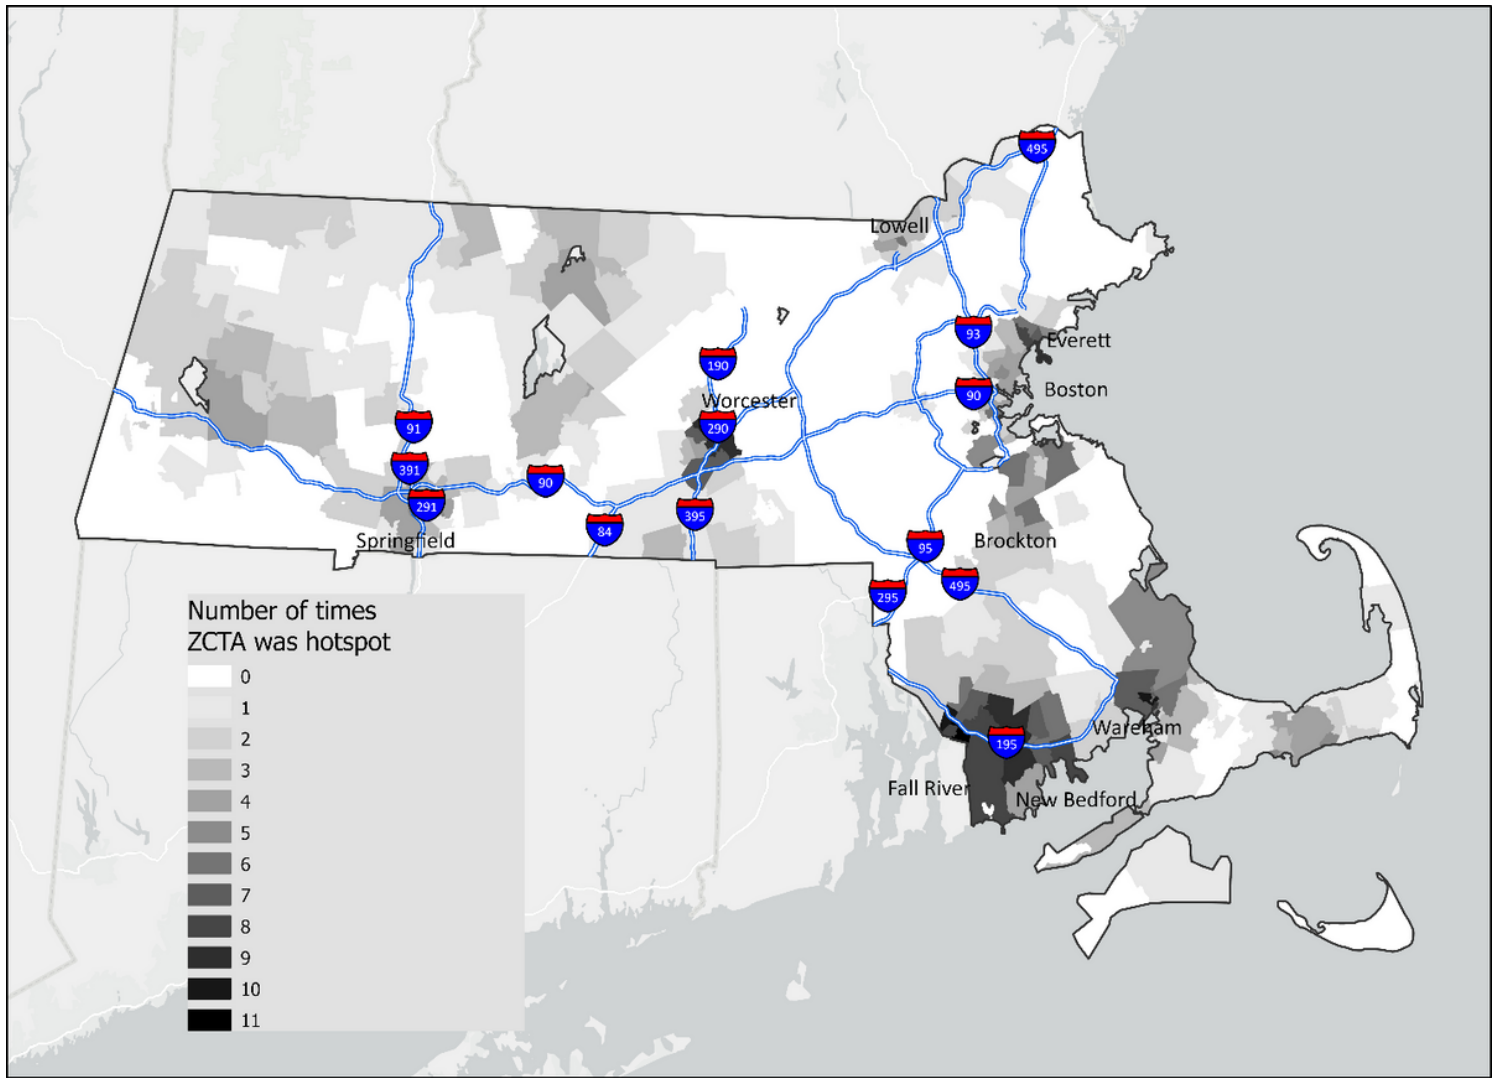 495
Lowell
93
Everett
190
90
Boston
Worcester
91
290
391
90
291
395
84
Springfield
95
Brockton
495
295
Number of times
ZCTA was hotspot
0
1
2
3
4
5
6
7
8
9
10
11
Wareham
195
Fall River
New Bedford